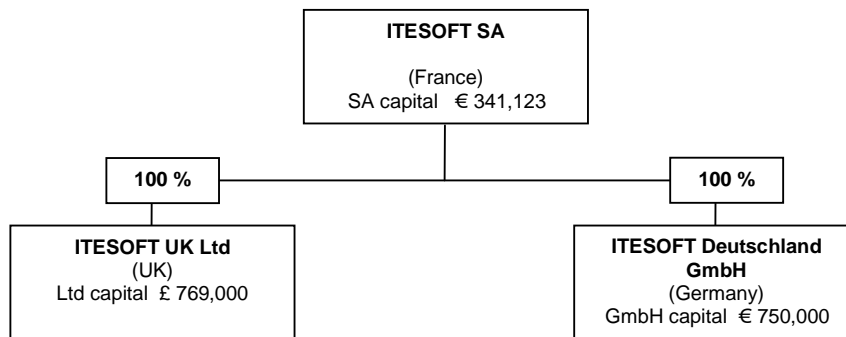 ITESOFT SA
(France)
SA capital € 341,123
100 %
100 %
ITESOFT UK Ltd
(UK)
Ltd capital £ 769,000
ITESOFT Deutschland
GmbH
(Germany)
GmbH capital € 750,000